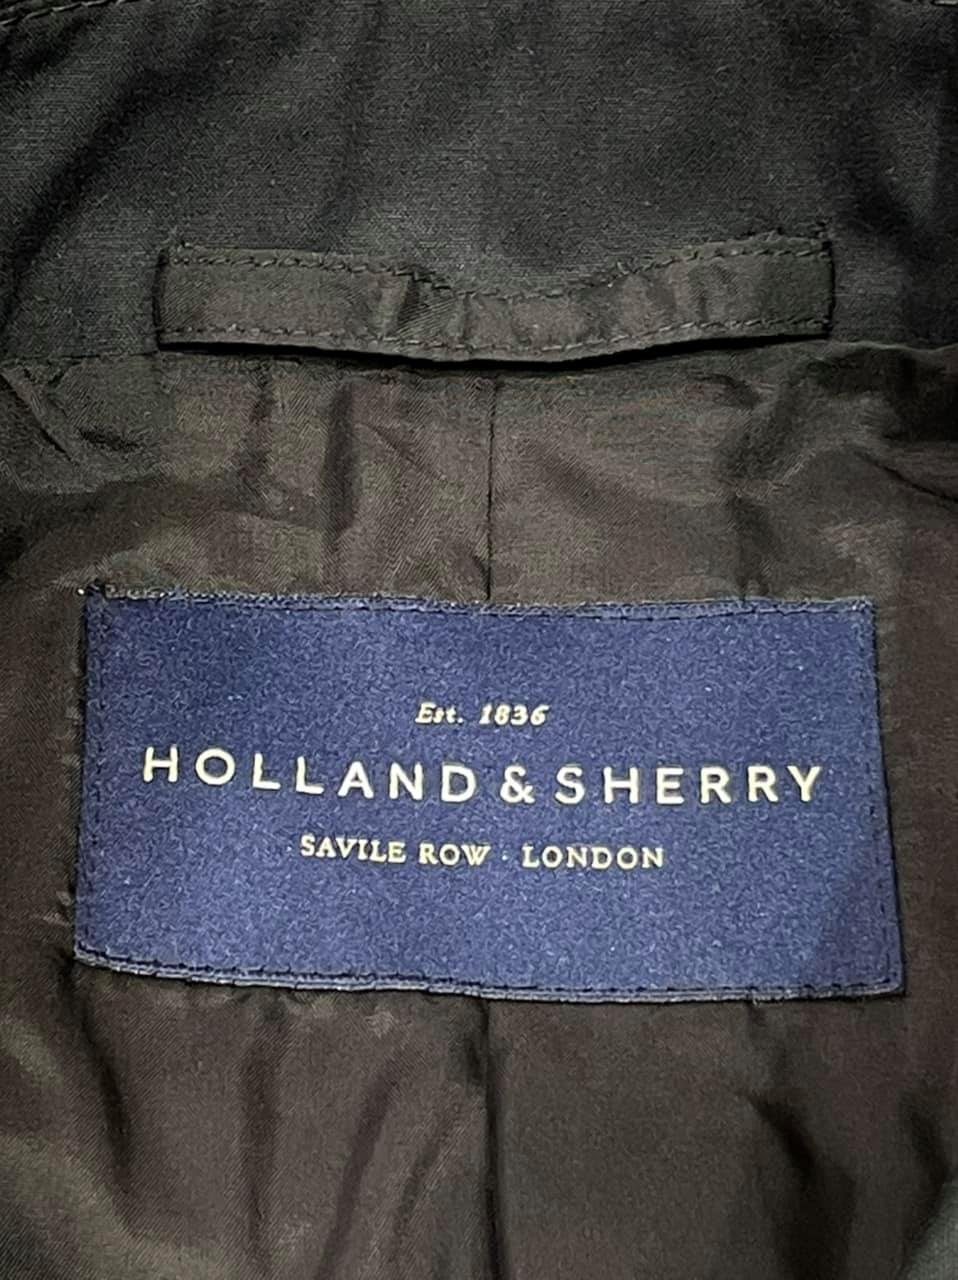 Est. 1836
HOLLAND & SHERRY
SAVILE ROW · LONDON